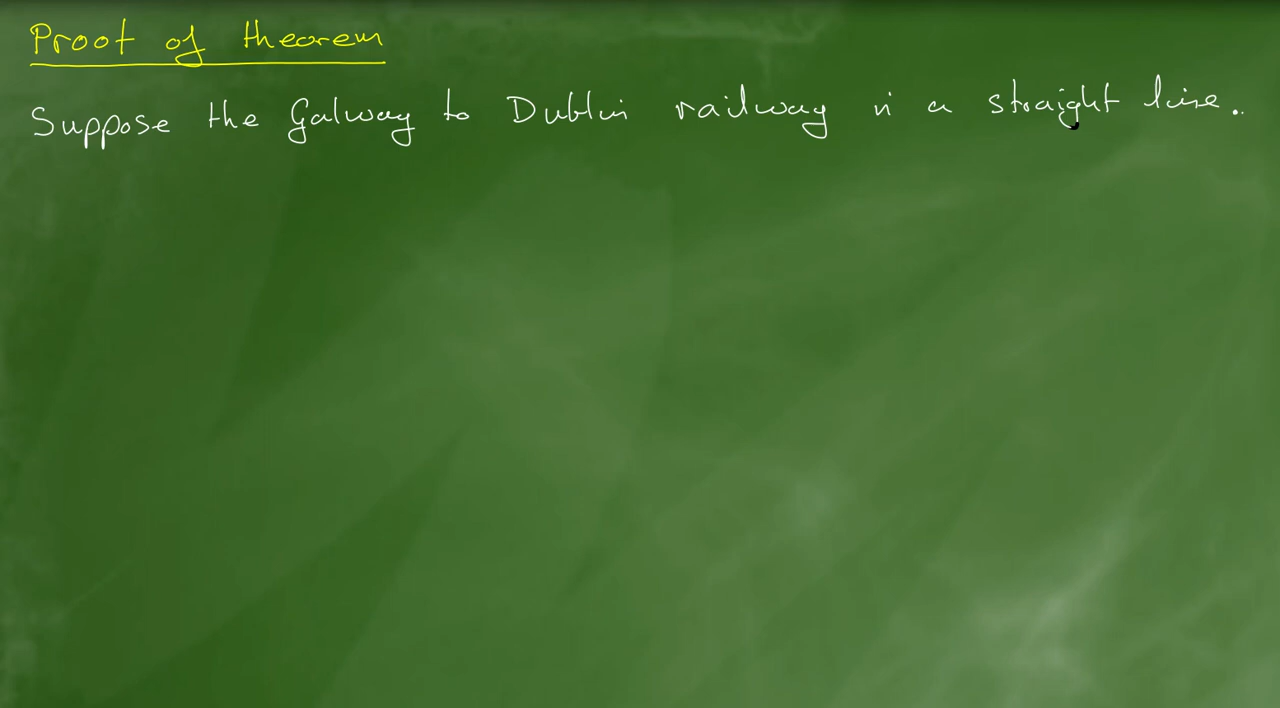 Proof of theorem
Suppose the Galway to Dublin railway is a straight line.